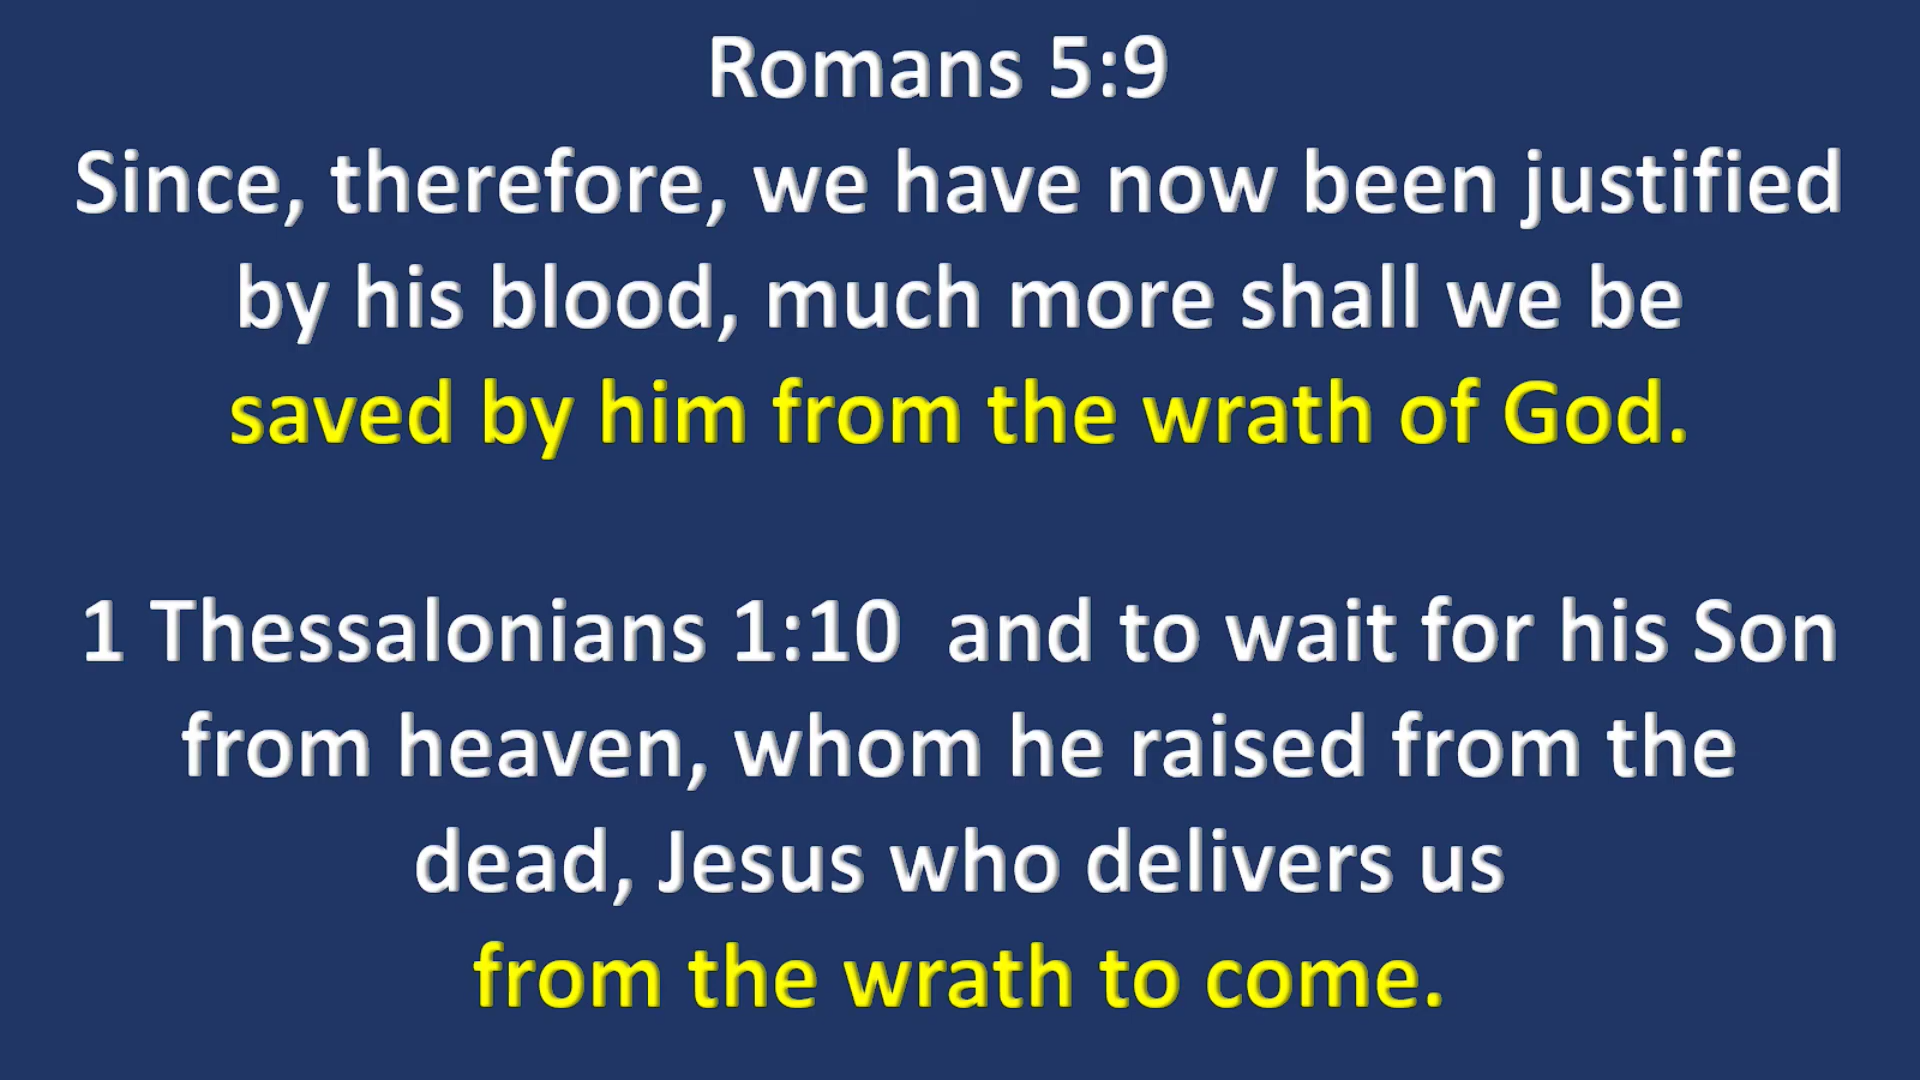 Romans 5:9
Since, therefore, we have now been justified
by his blood, much more shall we be
saved by him from the wrath of God.
1 Thessalonians 1:10  and to wait for his Son
from heaven, whom he raised from the
dead, Jesus who delivers us
from the wrath to come.